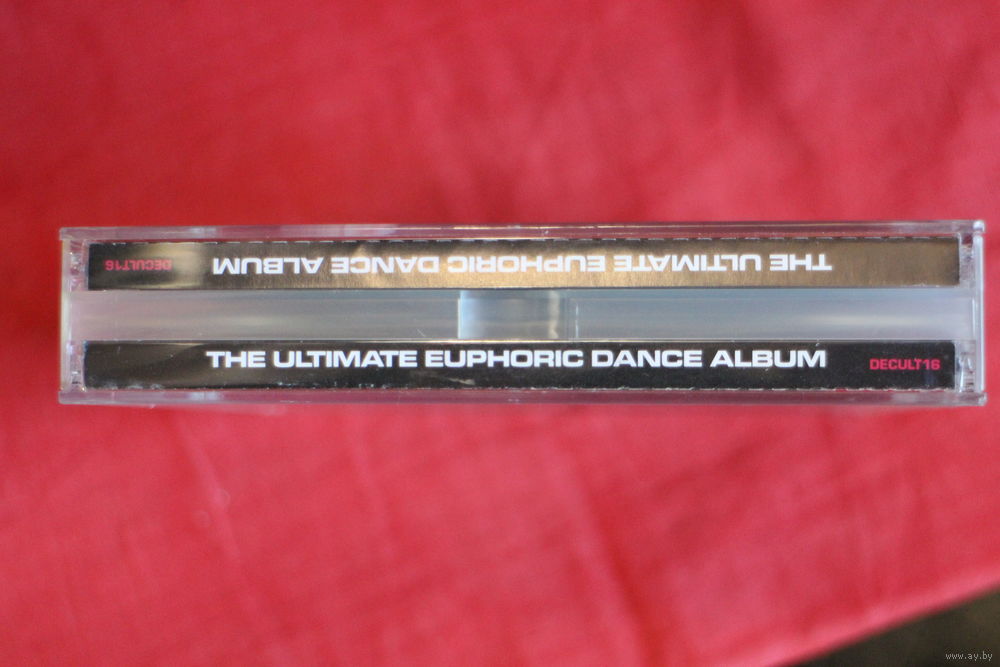 DECULT16 THE ULTIMATE EUPHORIC DANCE ALBUM
THE ULTIMATE EUPHORIC DANCE ALBUM DECULT16
www.ay.by